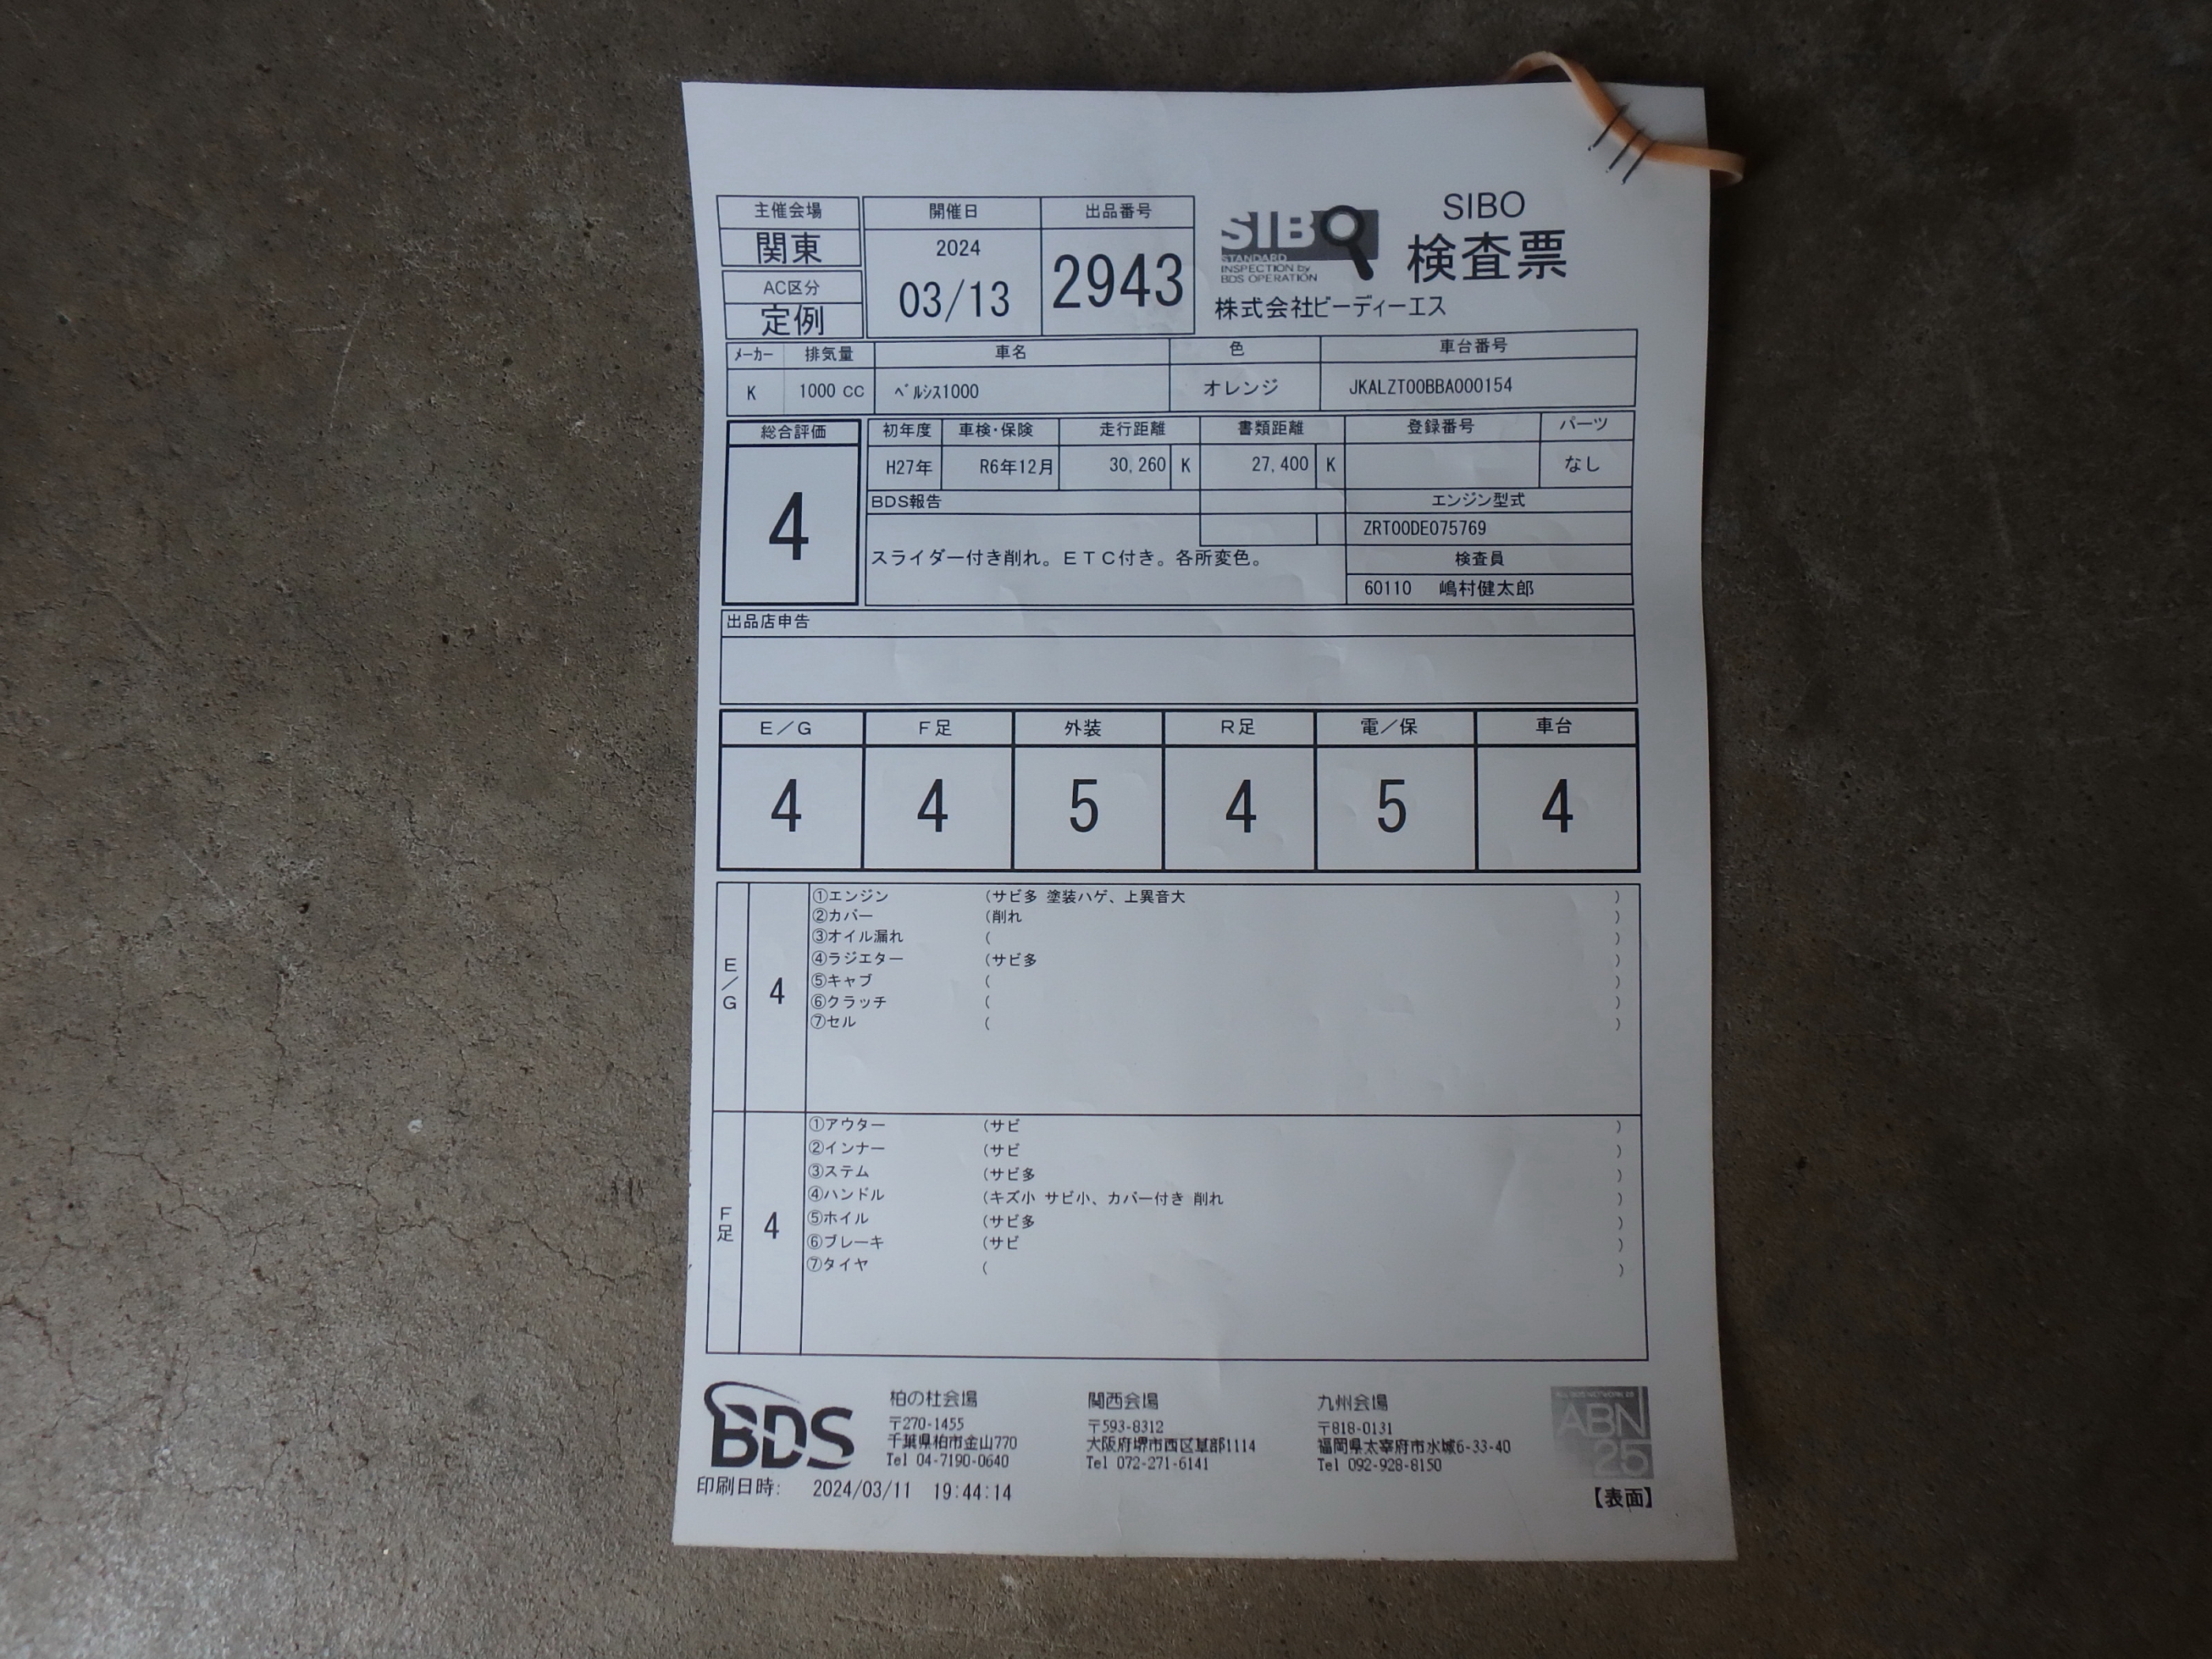 主催会場 開催日 出品番号
関東 2024 03/13 2943
AC区分
定例
SIBO
STANDARD
INSPECTION by
BDS OPERATION
SIBO
検査票
株式会社ビーディーエス
ﾒｰｶｰ 排気量 車名 色 車台番号
K 1000 CC ﾍﾞﾙｼｽ1000 オレンジ JKALZT00BBA000154
総合評価 初年度 車検・保険 走行距離 書類距離 登録番号 パーツ
4 H27年 R6年12月 30,260 K 27,400 K なし
BDS報告 エンジン型式
ZRT00DE075769
スライダー付き削れ。ＥＴＣ付き。各所変色。 検査員
60110 嶋村健太郎
出品店申告
Ｅ／Ｇ Ｆ足 外装 Ｒ足 電／保 車台
4 4 5 4 5 4
Ｅ／Ｇ 4
①エンジン （サビ多 塗装ハゲ、上異音大 ）
②カバー （削れ ）
③オイル漏れ （ ）
④ラジエター （サビ多 ）
⑤キャブ （ ）
⑥クラッチ （ ）
⑦セル （ ）
Ｆ足 4
①アウター （サビ ）
②インナー （サビ ）
③ステム （サビ多 ）
④ハンドル （キズ小 サビ小、カバー付き 削れ ）
⑤ホイル （サビ多 ）
⑥ブレーキ （サビ ）
⑦タイヤ （ ）
BDS
柏の杜会場
〒270-1455
千葉県柏市金山770
Tel 04-7190-0640
関西会場
〒593-8312
大阪府堺市西区草部1114
Tel 072-271-6141
九州会場
〒818-0131
福岡県太宰府市水城6-33-40
Tel 092-928-8150
ABN
25
印刷日時: 2024/03/11 19:44:14
【表面】